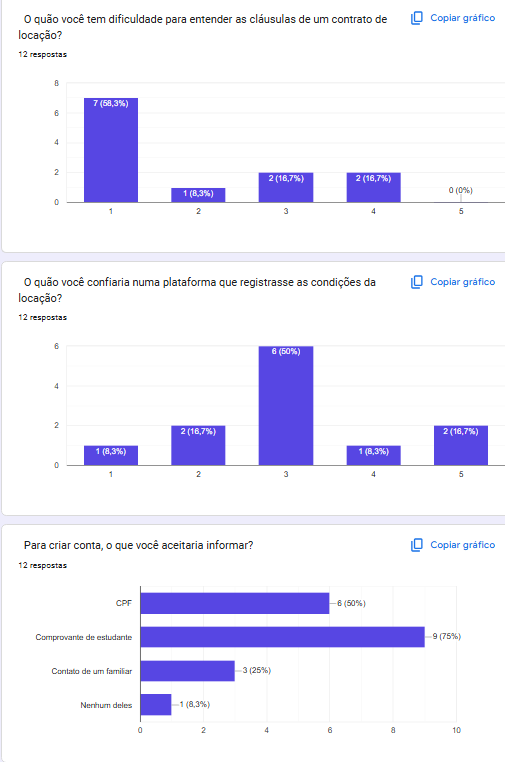 O quão você tem dificuldade para entender as cláusulas de um contrato de
locação?
Copiar gráfico
12 respostas
8
6
4
2
0
7 (58,3%)
1 (8,3%)
2 (16,7%)
2 (16,7%)
0 (0%)
1
2
3
4
5
O quão você confiaria numa plataforma que registrasse as condições da
locação?
Copiar gráfico
12 respostas
6
4
2
0
1 (8,3%)
2 (16,7%)
6 (50%)
1 (8,3%)
2 (16,7%)
1
2
3
4
5
Para criar conta, o que você aceitaria informar?
Copiar gráfico
12 respostas
CPF
6 (50%)
Comprovante de estudante
9 (75%)
Contato de um familiar
3 (25%)
Nenhum deles
1 (8,3%)
0
2
4
6
8
10